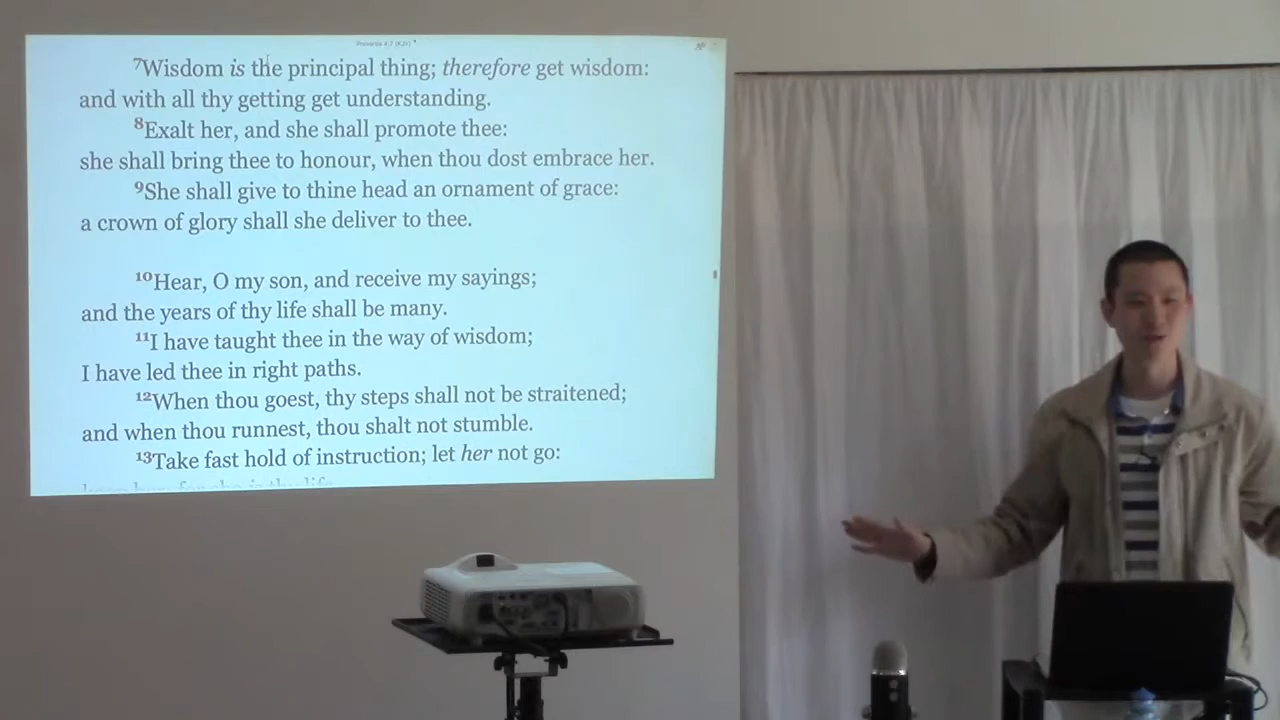 Proverbs 4:7 (KJV)
7Wisdom is the principal thing; therefore get wisdom:
and with all thy getting get understanding.
8Exalt her, and she shall promote thee:
she shall bring thee to honour, when thou dost embrace her.
9She shall give to thine head an ornament of grace:
a crown of glory shall she deliver to thee.
10Hear, O my son, and receive my sayings;
and the years of thy life shall be many.
11I have taught thee in the way of wisdom;
I have led thee in right paths.
12When thou goest, thy steps shall not be straitened;
and when thou runnest, thou shalt not stumble.
13Take fast hold of instruction; let her not go: